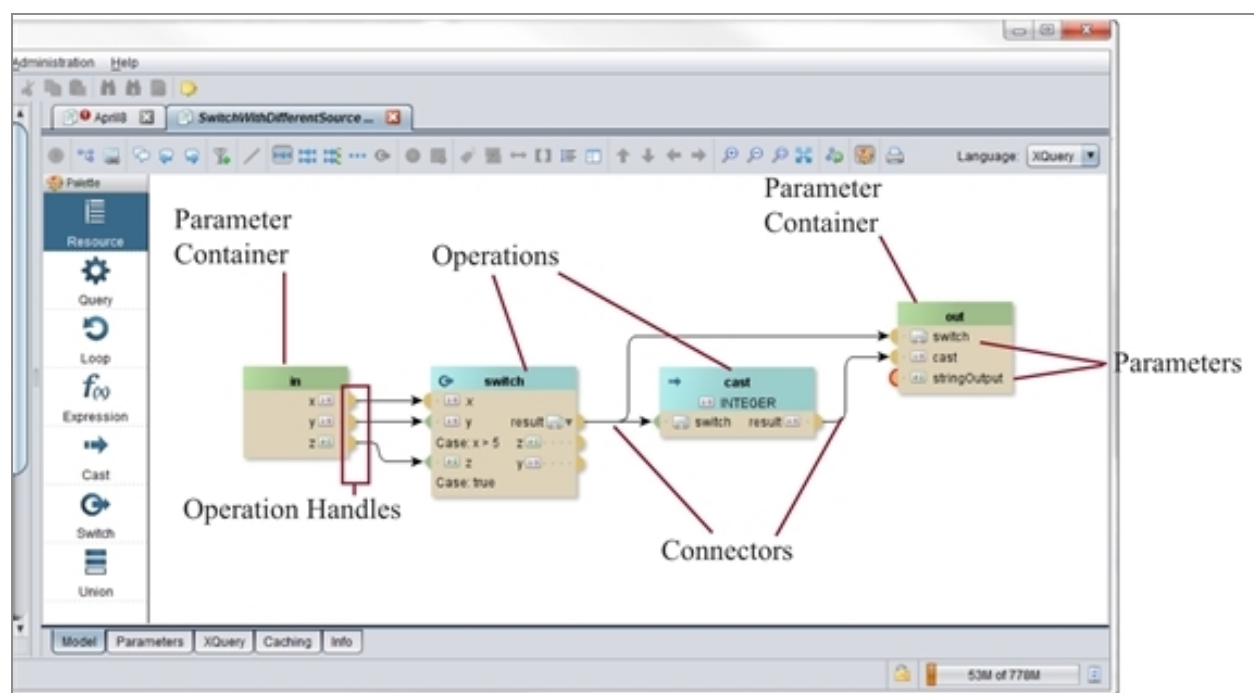 Administration Help
April8
SwitchWithDifferentSource ...
Language: XQuery
Palette
Resource
Query
Loop
f(x)
Expression
Cast
Switch
Union
Parameter
Container
Operations
Parameter
Container
Parameters
Operation Handles
Connectors
in
x
y
z
switch
x
y result
Case: x > 5 z
z y
Case: true
cast
INTEGER
switch result
out
switch
cast
stringOutput
Model Parameters XQuery Caching Info
53M of 778M